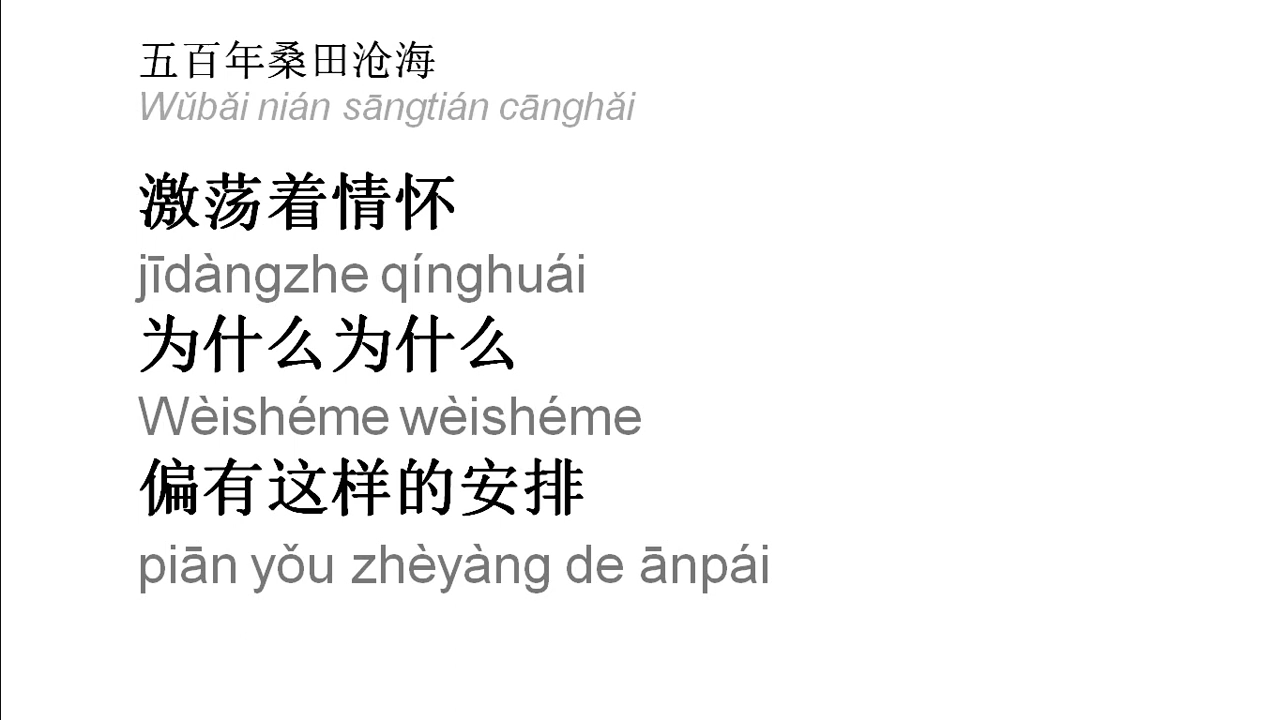 五百年桑田沧海
Wǔbǎi nián sāngtián cānghǎi
激荡着情怀
jīdàngzhe qínghuái
为什么为什么
Wèishéme wèishéme
偏有这样的安排
piān yǒu zhèyàng de ānpái